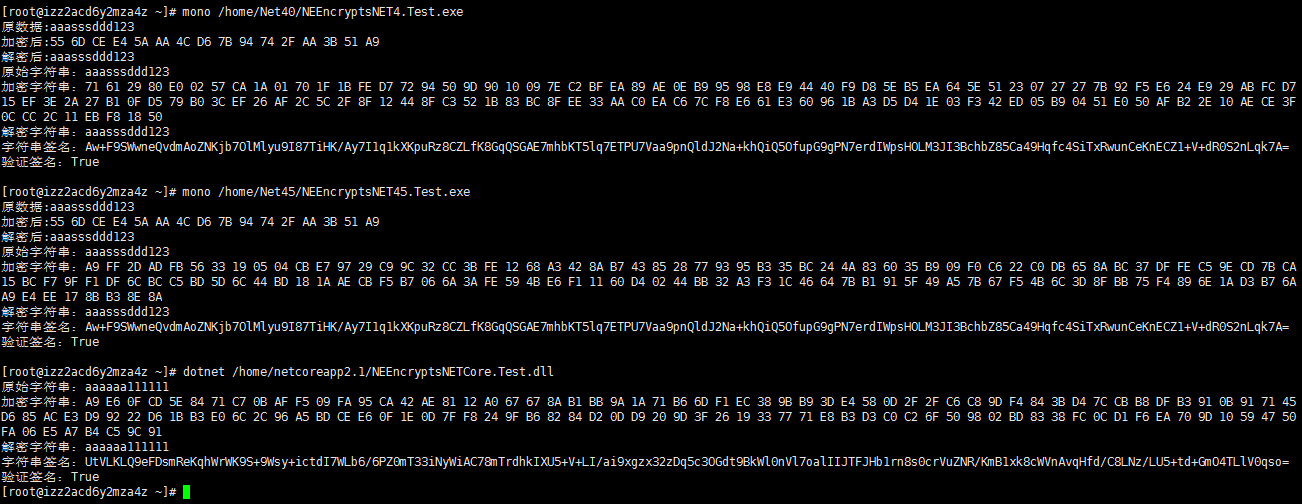 [root@izz2acd6y2mza4z ~]# mono /home/Net40/NEEncryptsNET4.Test.exe
原数据:aaasssddd123
加密后:55 6D CE E4 5A AA 4C D6 7B 94 74 2F AA 3B 51 A9
解密后:aaasssddd123
原始字符串：aaasssddd123
加密字符串：71 61 29 80 E0 02 57 CA 1A 01 70 1F 1B FE D7 72 94 50 9D 90 10 09 7E C2 BF EA 89 AE 0E B9 95 98 E8 E9 44 40 F9 D8 5E B5 EA 64 5E 51 23 07 27 27 7B 92 F5 E6 24 E9 29 AB FC D7
15 EF 3E 2A 27 B1 0F D5 79 B0 3C EF 26 AF 2C 5C 2F 8F 12 44 8F C3 52 1B 83 BC 8F EE 33 AA C0 EA C6 7C F8 E6 61 E3 60 96 1B A3 D5 D4 1E 03 F3 42 ED 05 B9 04 51 E0 50 AF B2 2E 10 AE CE 3F
0C CC 2C 11 EB F8 18 50
解密字符串：aaasssddd123
字符串签名：Aw+F9SWwneQvdmAoZNKjb7OlMlyu9I87TiHK/Ay7I1q1kXKpuRz8CZLfK8GqQSGAE7mhbKT5lq7ETPU7Vaa9pnQldJ2Na+khQiQ5OfupG9gPN7erdIWpsHOLM3JI3BchbZ85Ca49Hqfc4SiTxRwunCeKnECZ1+V+dR0S2nLqk7A=
验证签名：True
[root@izz2acd6y2mza4z ~]# mono /home/Net45/NEEncryptsNET45.Test.exe
原数据:aaasssddd123
加密后:55 6D CE E4 5A AA 4C D6 7B 94 74 2F AA 3B 51 A9
解密后:aaasssddd123
原始字符串：aaasssddd123
加密字符串：A9 FF 2D AD FB 56 33 19 05 04 CB E7 97 29 C9 9C 32 CC 3B FE 12 68 A3 42 8A B7 43 85 28 77 93 95 B3 35 BC 24 4A 83 60 35 B9 09 F0 C6 22 C0 DB 65 8A BC 37 DF FE C5 9E CD 7B CA
15 BC F7 9F F1 DF 6C BC C5 BD 5D 6C 44 BD 18 1A AE CB F5 B7 06 6A 3A FE 59 4B E6 F1 11 60 D4 02 44 BB 32 A3 F3 1C 46 64 7B B1 91 5F 49 A5 7B 67 F5 4B 6C 3D 8F BB 75 F4 89 6E 1A D3 B7 6A
A9 E4 EE 17 8B B3 8E 8A
解密字符串：aaasssddd123
字符串签名：Aw+F9SWwneQvdmAoZNKjb7OlMlyu9I87TiHK/Ay7I1q1kXKpuRz8CZLfK8GqQSGAE7mhbKT5lq7ETPU7Vaa9pnQldJ2Na+khQiQ5OfupG9gPN7erdIWpsHOLM3JI3BchbZ85Ca49Hqfc4SiTxRwunCeKnECZ1+V+dR0S2nLqk7A=
验证签名：True
[root@izz2acd6y2mza4z ~]# dotnet /home/netcoreapp2.1/NEEncryptsNETCore.Test.dll
原始字符串：aaaaaa111111
加密字符串：A9 E6 0F CD 5E 84 71 C7 0B AF F5 09 FA 95 CA 42 AE 81 12 A0 67 67 8A B1 BB 9A 1A 71 B6 6D F1 EC 38 9B B9 3D E4 58 0D 2F 2F C6 C8 9D F4 84 3B D4 7C CB B8 DF B3 91 0B 91 71 45
D6 85 AC E3 D9 92 22 D6 1B B3 E0 6C 2C 96 A5 BD CE E6 0F 1E 0D 7F F8 24 9F B6 82 84 D2 0D D9 20 9D 3F 26 19 33 77 71 E8 B3 D3 C0 C2 6F 50 98 02 BD 83 38 FC 0C D1 F6 EA 70 9D 10 59 47 50
FA 06 E5 A7 B4 C5 9C 91
解密字符串：aaaaaa111111
字符串签名：UtVLKLQ9eFDsmReKqhWrWK9S+9Wsy+ictdI7WLb6/6PZ0mT33iNyWiAC78mTrdhkIXU5+V+LI/ai9xgzx32zDq5c3OGdt9BkWl0nVl7oalIIJTFJHb1rn8s0crVuZNR/KmB1xk8cWVnAvqHfd/C8LNz/LU5+td+GmO4TLlV0qso=
验证签名：True
[root@izz2acd6y2mza4z ~]#